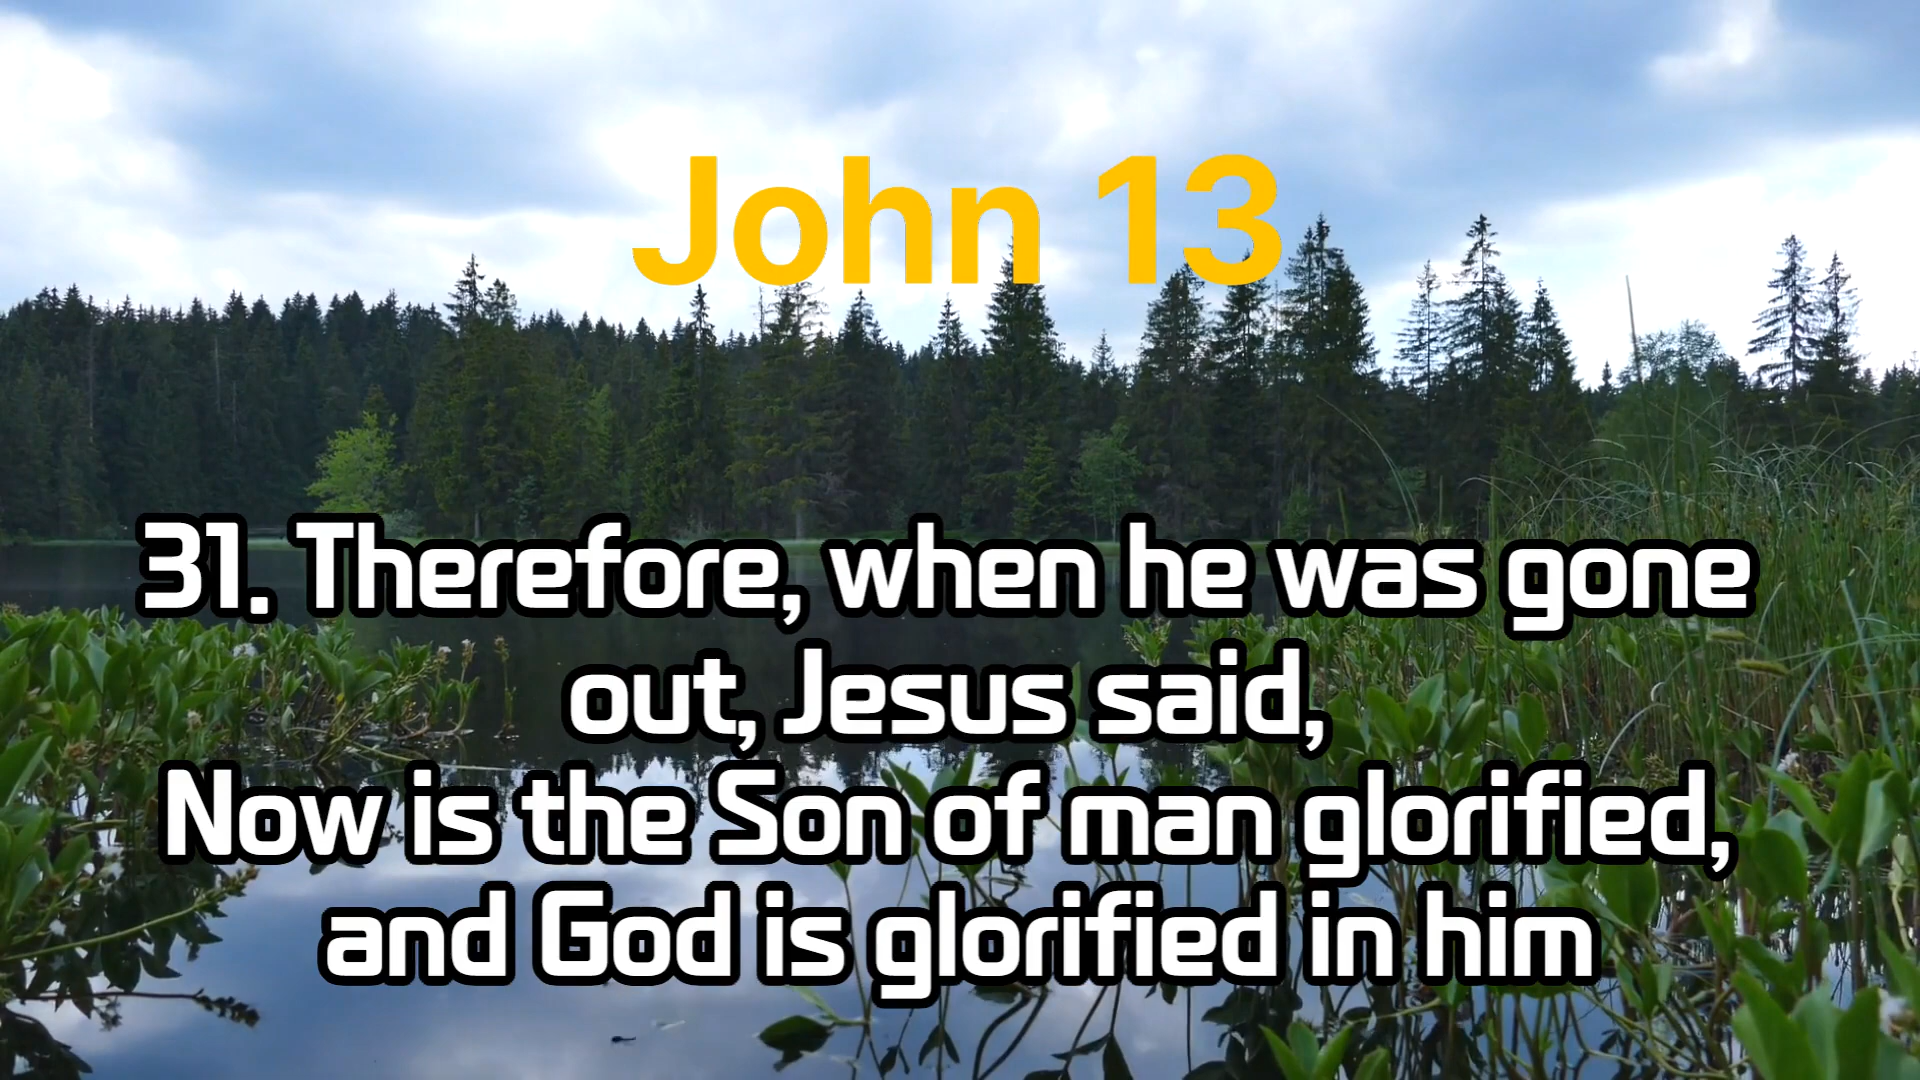 John 13
31. Therefore, when he was gone
out, Jesus said,
Now is the Son of man glorified,
and God is glorified in him